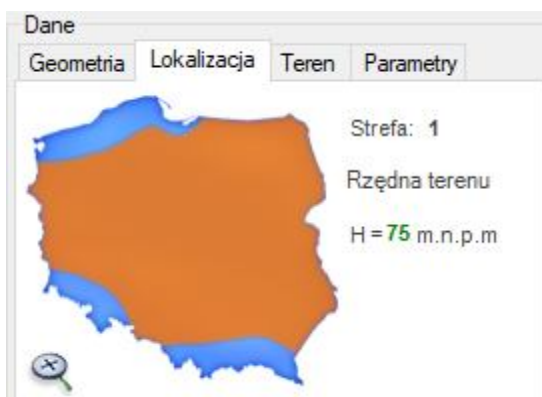 Dane
Geometria Lokalizacja Teren Parametry
Strefa: 1
Rzędna terenu
H = 75 m.n.p.m